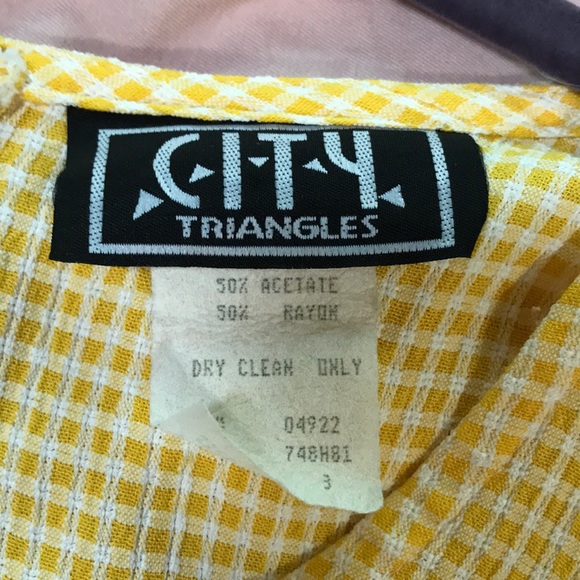 CITY
TRIANGLES
50% ACETATE
50% RAYON
DRY CLEAN ONLY
04922
748H81
3